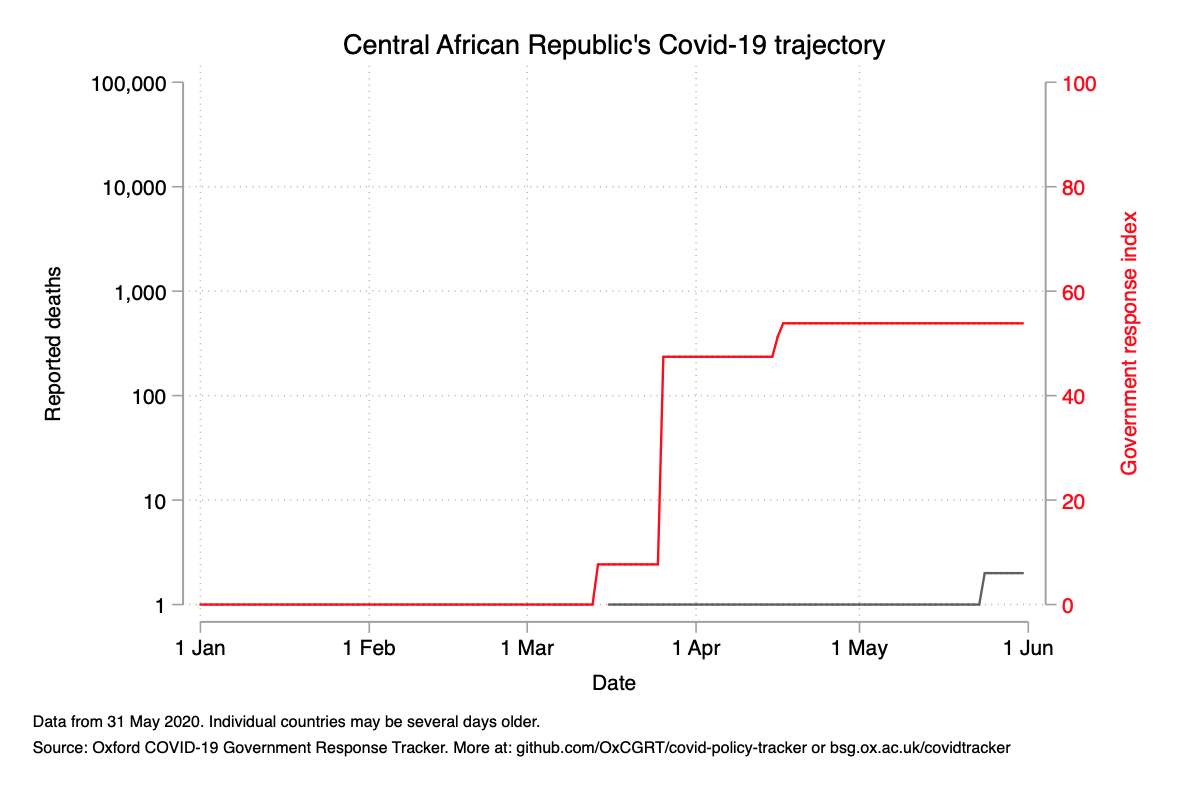 Central African Republic's Covid-19 trajectory
100,000
10,000
1,000
100
10
1
Reported deaths
100
80
60
40
20
0
Government response index
1 Jan
1 Feb
1 Mar
1 Apr
1 May
1 Jun
Date
Data from 31 May 2020. Individual countries may be several days older.
Source: Oxford COVID-19 Government Response Tracker. More at: github.com/OxCGRT/covid-policy-tracker or bsg.ox.ac.uk/covidtracker